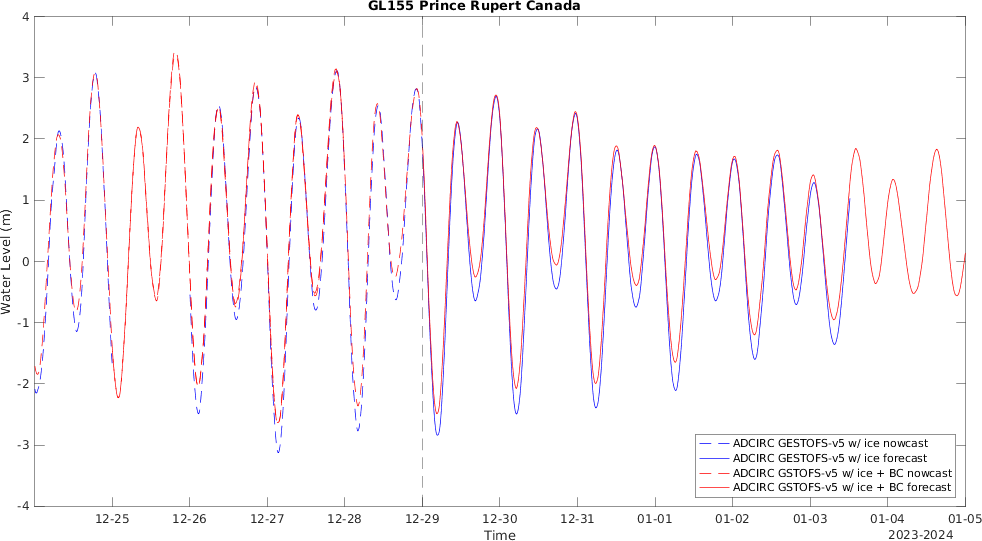 GL155 Prince Rupert Canada
4
3
2
1
0
-1
-2
-3
-4
Water Level (m)
ADCIRC GESTOFS-v5 w/ ice nowcast
ADCIRC GESTOFS-v5 w/ ice forecast
ADCIRC GSTOFS-v5 w/ ice + BC nowcast
ADCIRC GSTOFS-v5 w/ ice + BC forecast
12-25 12-26 12-27 12-28 12-29 12-30 12-31 01-01 01-02 01-03 01-04 01-05
Time
2023-2024